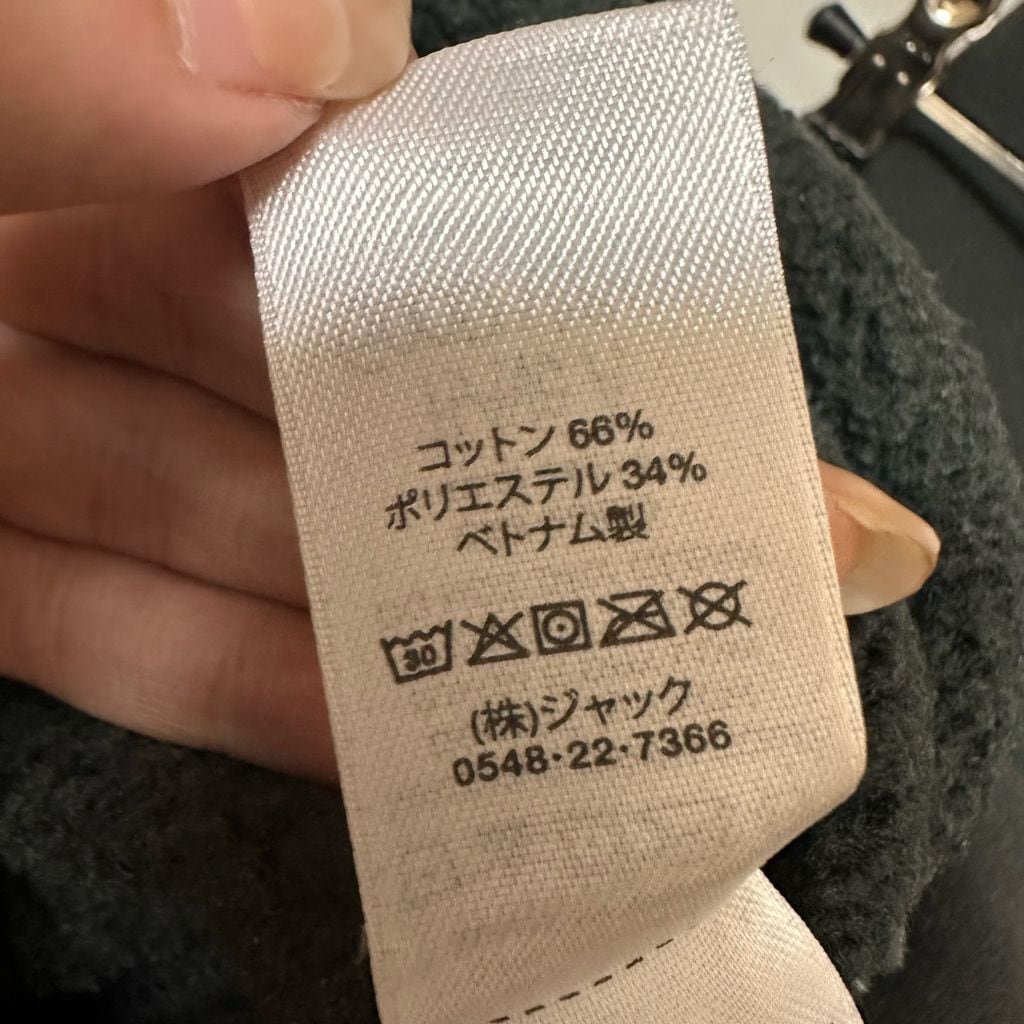 コットン 66%
ポリエステル 34%
ベトナム製
30
(株)ジャック
0548・22・7366